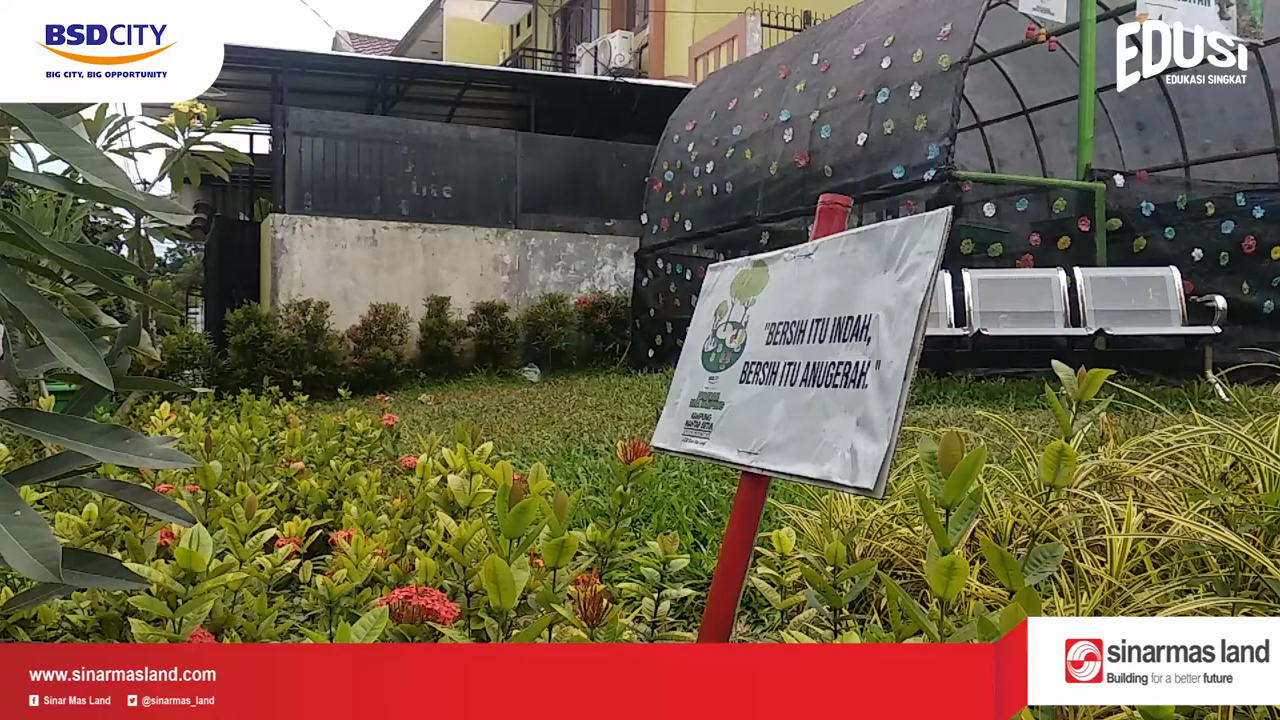 BSDCITY
BIG CITY, BIG OPPORTUNITY
EDUSI
EDUKASI SINGKAT
"BERSIH ITU INDAH,
BERSIH ITU ANUGERAH."
KAMPUNG
www.sinarmasland.com
Sinar Mas Land @sinarmas_land
sinarmas land
Building for a better future